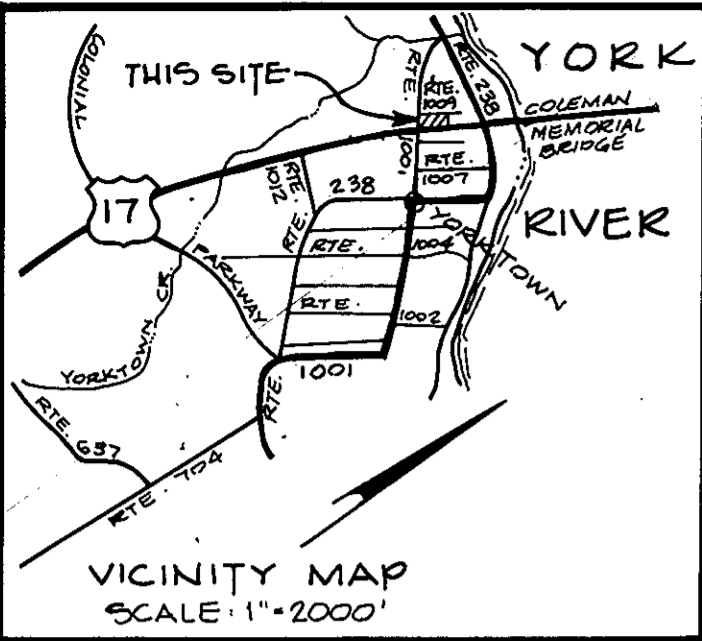 YORK
COLONIAL
THIS SITE
RTE.
RTE. 1009
RTE. 238
COLEMAN
MEMORIAL
BRIDGE
1001
RTE.
1007
RTE.
1012
238
17
RTE.
YORKTOWN
RIVER
RTE. 1004
PARKWAY
YORKTOWN CR.
RTE.
1002
RTE. 1001
RTE. 637
RTE. 704
VICINITY MAP
SCALE: 1"=2000'